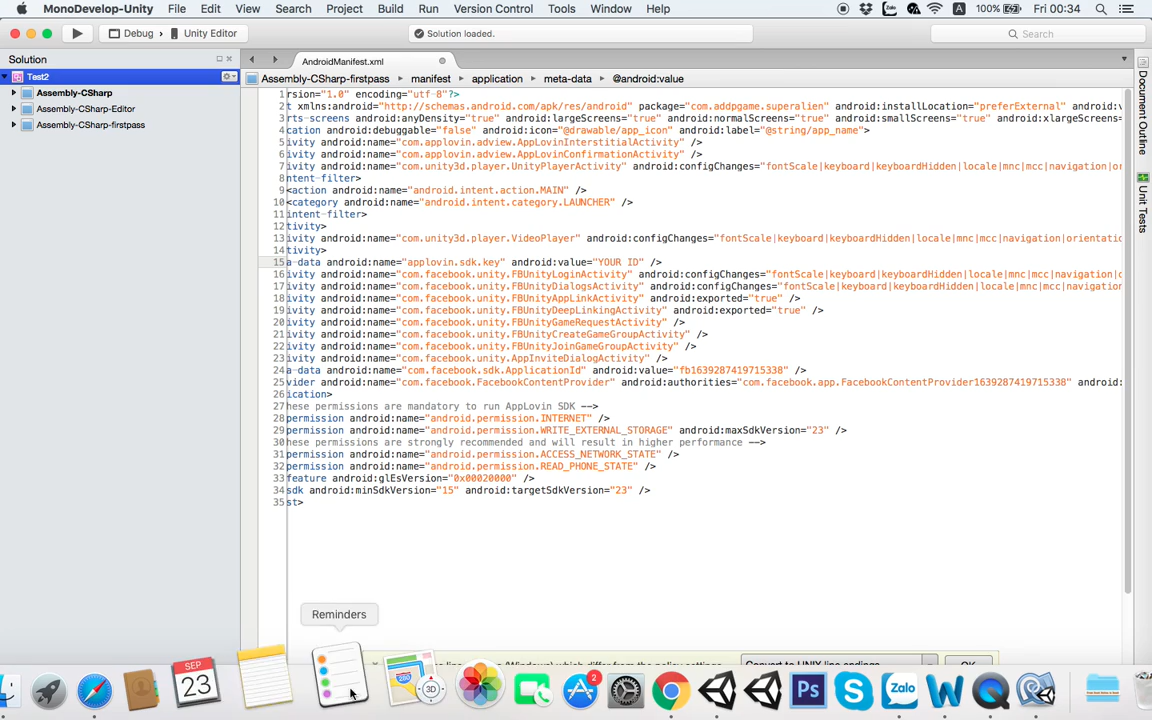 MonoDevelop-Unity File Edit View Search Project Build Run Version Control Tools Window Help 100% Fri 00:34
Debug Unity Editor Solution loaded. Search
Solution AndroidManifest.xml
Test2 Assembly-CSharp-firstpass manifest application meta-data @android:value
Assembly-CSharp
Assembly-CSharp-Editor
Assembly-CSharp-firstpass
1 rsion="1.0" encoding="utf-8"?>
2 t xmlns:android="http://schemas.android.com/apk/res/android" package="com.addpgame.superalien" android:installLocation="preferExternal" android:v
3 rts-screens android:anyDensity="true" android:largeScreens="true" android:normalScreens="true" android:smallScreens="true" android:xlargeScreens=
4 cation android:debuggable="false" android:icon="@drawable/app_icon" android:label="@string/app_name">
5 ivity android:name="com.applovin.adview.AppLovinInterstitialActivity" />
6 ivity android:name="com.applovin.adview.AppLovinConfirmationActivity" />
7 ivity android:name="com.unity3d.player.UnityPlayerActivity" android:configChanges="fontScale|keyboard|keyboardHidden|locale|mnc|mcc|navigation|or
8 ntent-filter>
9 <action android:name="android.intent.action.MAIN" />
10 <category android:name="android.intent.category.LAUNCHER" />
11 intent-filter>
12 tivity>
13 ivity android:name="com.unity3d.player.VideoPlayer" android:configChanges="fontScale|keyboard|keyboardHidden|locale|mnc|mcc|navigation|orientatio
14 tivity>
15 a-data android:name="applovin.sdk.key" android:value="YOUR ID" />
16 ivity android:name="com.facebook.unity.FBUnityLoginActivity" android:configChanges="fontScale|keyboard|keyboardHidden|locale|mnc|mcc|navigation|o
17 ivity android:name="com.facebook.unity.FBUnityDialogsActivity" android:configChanges="fontScale|keyboard|keyboardHidden|locale|mnc|mcc|navigation
18 ivity android:name="com.facebook.unity.FBUnityAppLinkActivity" android:exported="true" />
19 ivity android:name="com.facebook.unity.FBUnityDeepLinkingActivity" android:exported="true" />
20 ivity android:name="com.facebook.unity.FBUnityGameRequestActivity" />
21 ivity android:name="com.facebook.unity.FBUnityCreateGameGroupActivity" />
22 ivity android:name="com.facebook.unity.FBUnityJoinGameGroupActivity" />
23 ivity android:name="com.facebook.unity.AppInviteDialogActivity" />
24 a-data android:name="com.facebook.sdk.ApplicationId" android:value="fb1639287419715338" />
25 vider android:name="com.facebook.FacebookContentProvider" android:authorities="com.facebook.app.FacebookContentProvider1639287419715338" android:
26 ication>
27 hese permissions are mandatory to run AppLovin SDK -->
28 permission android:name="android.permission.INTERNET" />
29 permission android:name="android.permission.WRITE_EXTERNAL_STORAGE" android:maxSdkVersion="23" />
30 hese permissions are strongly recommended and will result in higher performance -->
31 permission android:name="android.permission.ACCESS_NETWORK_STATE" />
32 permission android:name="android.permission.READ_PHONE_STATE" />
33 feature android:glEsVersion="0x00020000" />
34 sdk android:minSdkVersion="15" android:targetSdkVersion="23" />
35 st>
Document Outline
Unit Tests
Reminders
(Windows) which differ from the policy settings. Convert to UNIX line endings OK
SEP
23
280
3D
2
Ps
Zalo